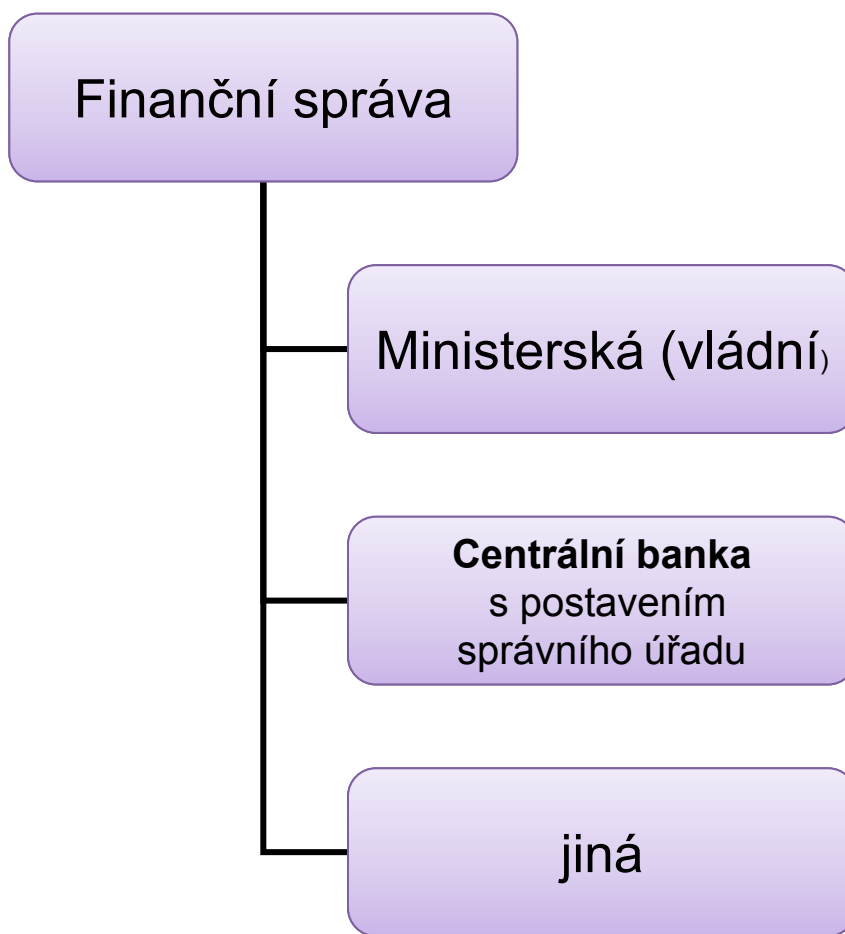 Finanční správa
Ministerská (vládní)
Centrální banka
s postavením
správního úřadu
jiná